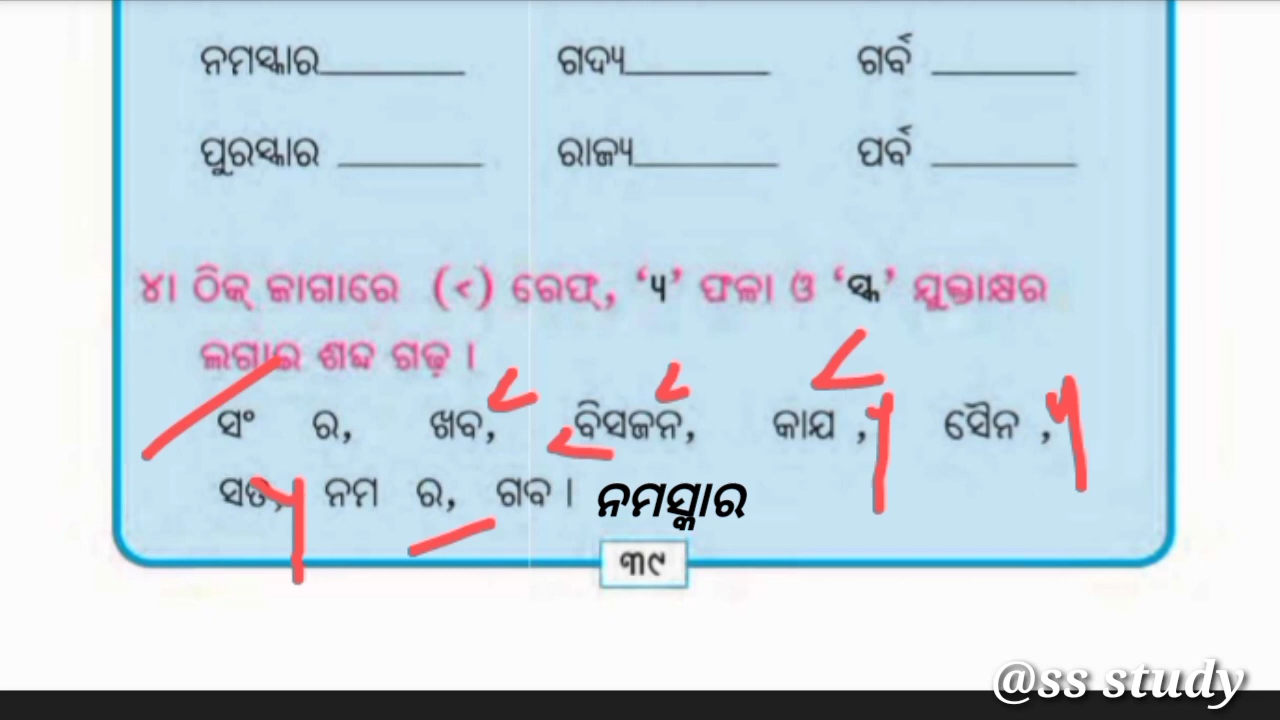 ନମସ୍କାର________ ଗଦ୍ୟ________ ଗର୍ବ ________
ପୁରସ୍କାର ________ ରାଜ୍ୟ________ ପର୍ବ ________
୪। ଠିକ୍ ଜାଗାରେ (<) ରେଫ୍, ‘ୟ’ ଫଳା ଓ ‘ସ୍କ’ ଯୁକ୍ତାକ୍ଷର
ଲଗାଇ ଶବ୍ଦ ଗଢ଼ ।
ସଂ ର, ଖବ, ବିସଜନ, କାଯ , ସୈନ ,
ସତ, ନମ ର, ଗବ । ନମସ୍କାର
୩୯
@ss study